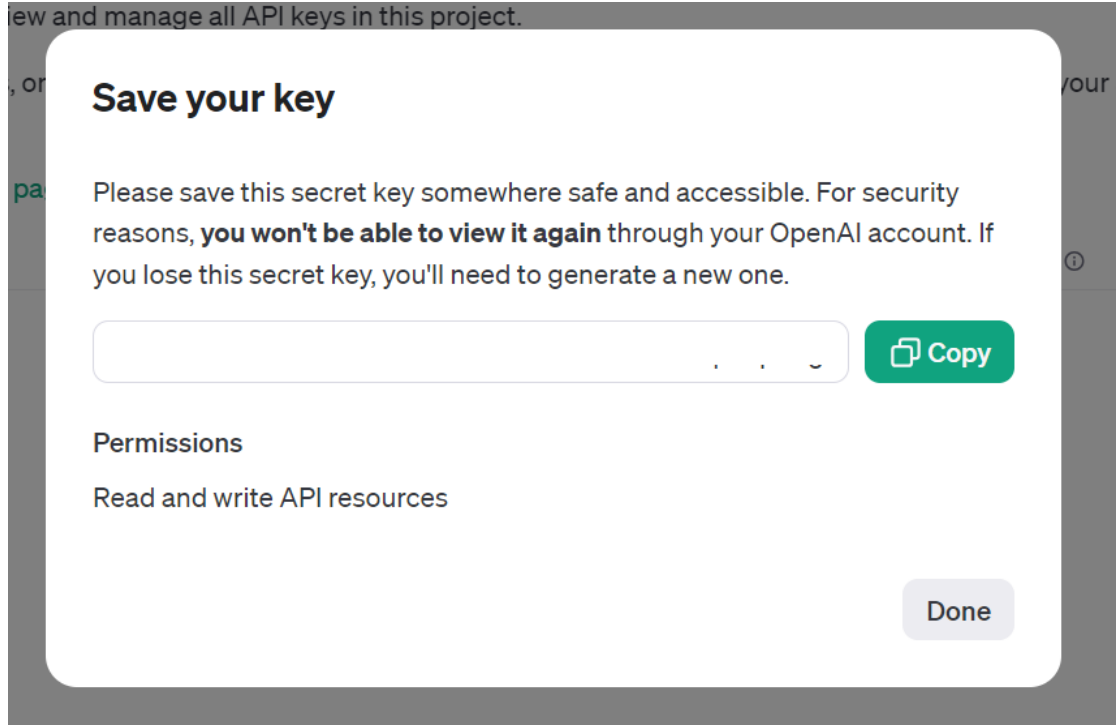 iew and manage all API keys in this project.
, or
your
Save your key
pa
Please save this secret key somewhere safe and accessible. For security
reasons, you won't be able to view it again through your OpenAI account. If
you lose this secret key, you'll need to generate a new one.
Copy
Permissions
Read and write API resources
Done